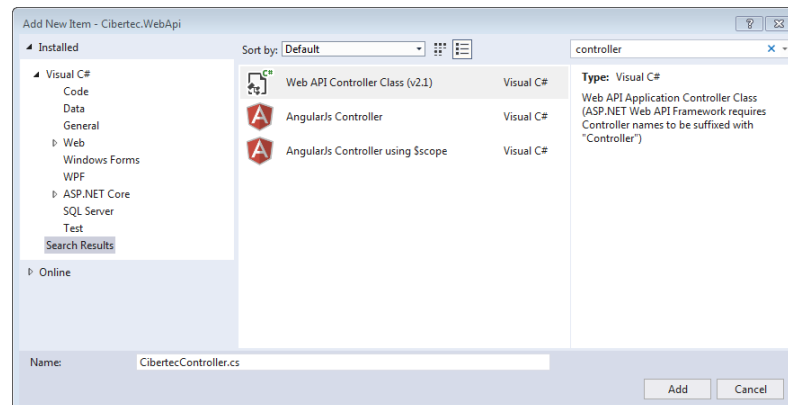 Add New Item - Cibertec.WebApi
Installed
Sort by: Default
controller
Visual C#
Code
Data
General
Web
Windows Forms
WPF
ASP.NET Core
SQL Server
Test
Search Results
Online
C#
Web API Controller Class (v2.1) Visual C#
AngularJs Controller Visual C#
AngularJs Controller using $scope Visual C#
Type: Visual C#
Web API Application Controller Class
(ASP.NET Web API Framework requires
Controller names to be suffixed with
"Controller")
Name: CibertecController.cs
Add Cancel